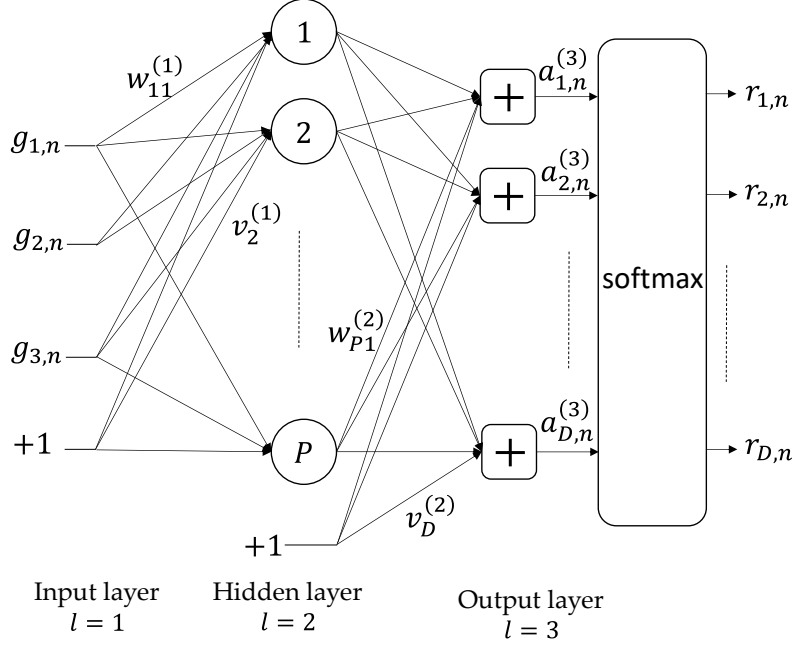 1
w_{11}^{(1)}
a_{1,n}^{(3)}
+
r_{1,n}
g_{1,n}
2
a_{2,n}^{(3)}
+
r_{2,n}
v_2^{(1)}
g_{2,n}
softmax
w_{P1}^{(2)}
g_{3,n}
a_{D,n}^{(3)}
+1
P
+
r_{D,n}
v_D^{(2)}
+1
Input layer
l = 1
Hidden layer
l = 2
Output layer
l = 3